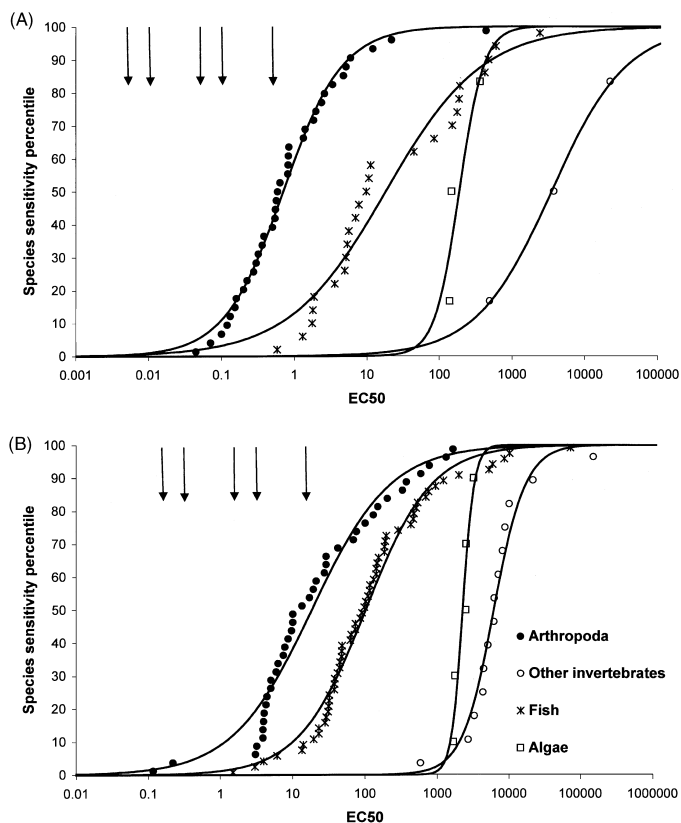 (A)
Species sensitivity percentile
100
90
80
70
60
50
40
30
20
10
0
0.001 0.01 0.1 1 10 100 1000 10000 100000
EC50
(B)
Species sensitivity percentile
100
90
80
70
60
50
40
30
20
10
0
Arthropoda
Other invertebrates
Fish
Algae
0.01 0.1 1 10 100 1000 10000 100000 1000000
EC50